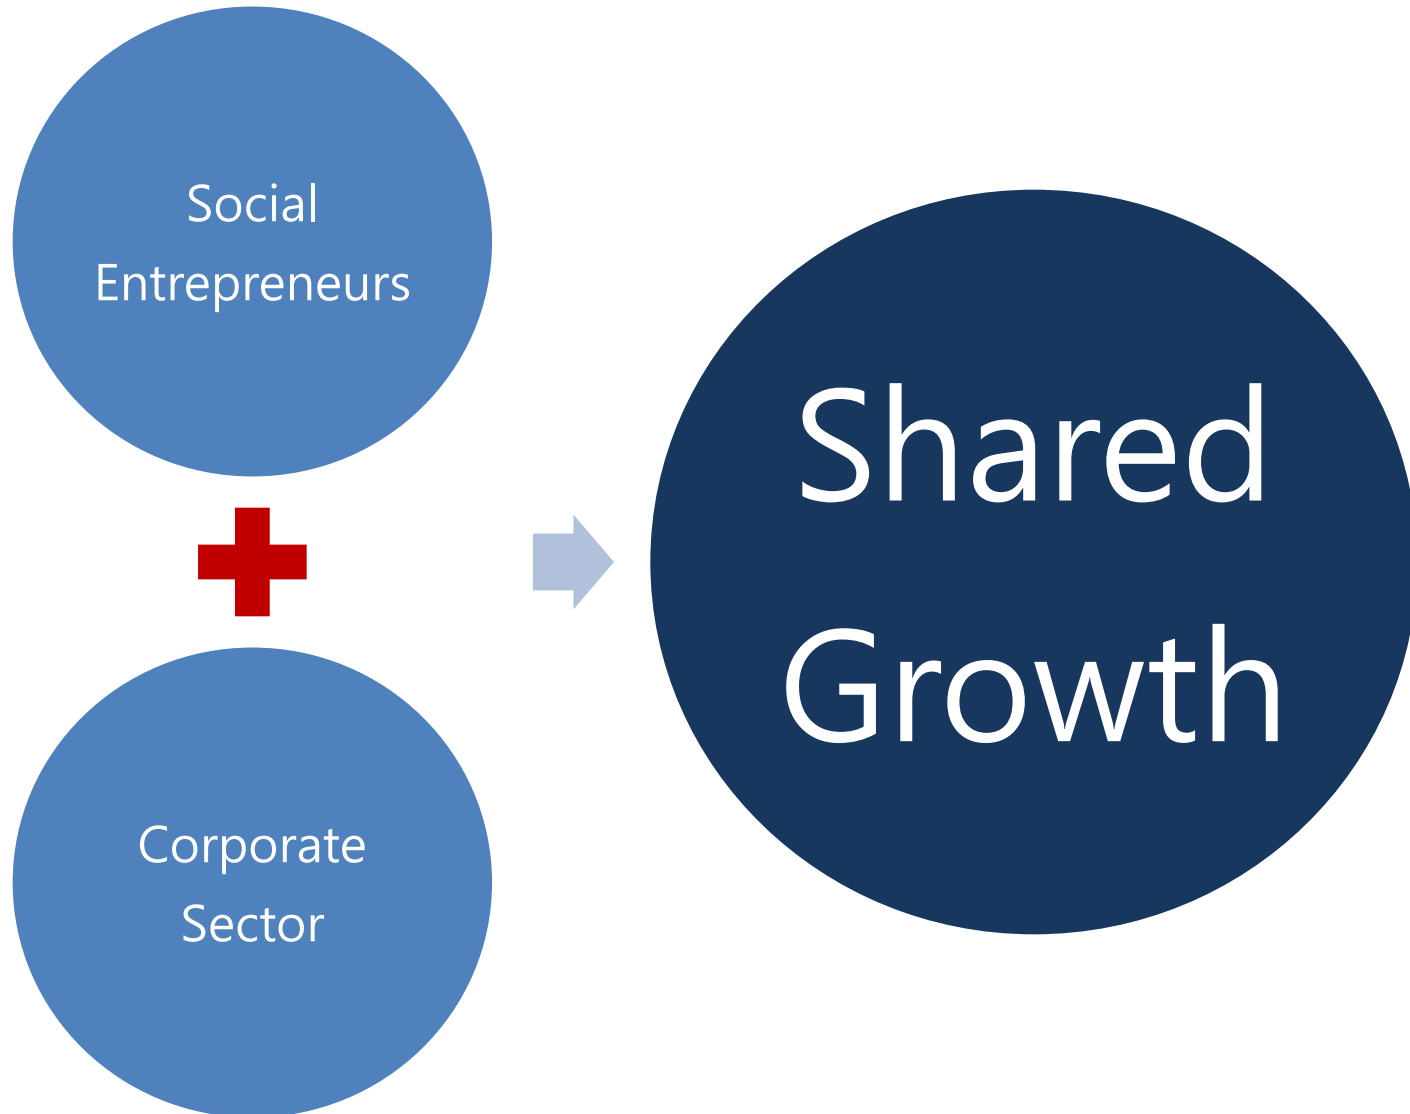 Social
Entrepreneurs
Corporate
Sector
Shared
Growth